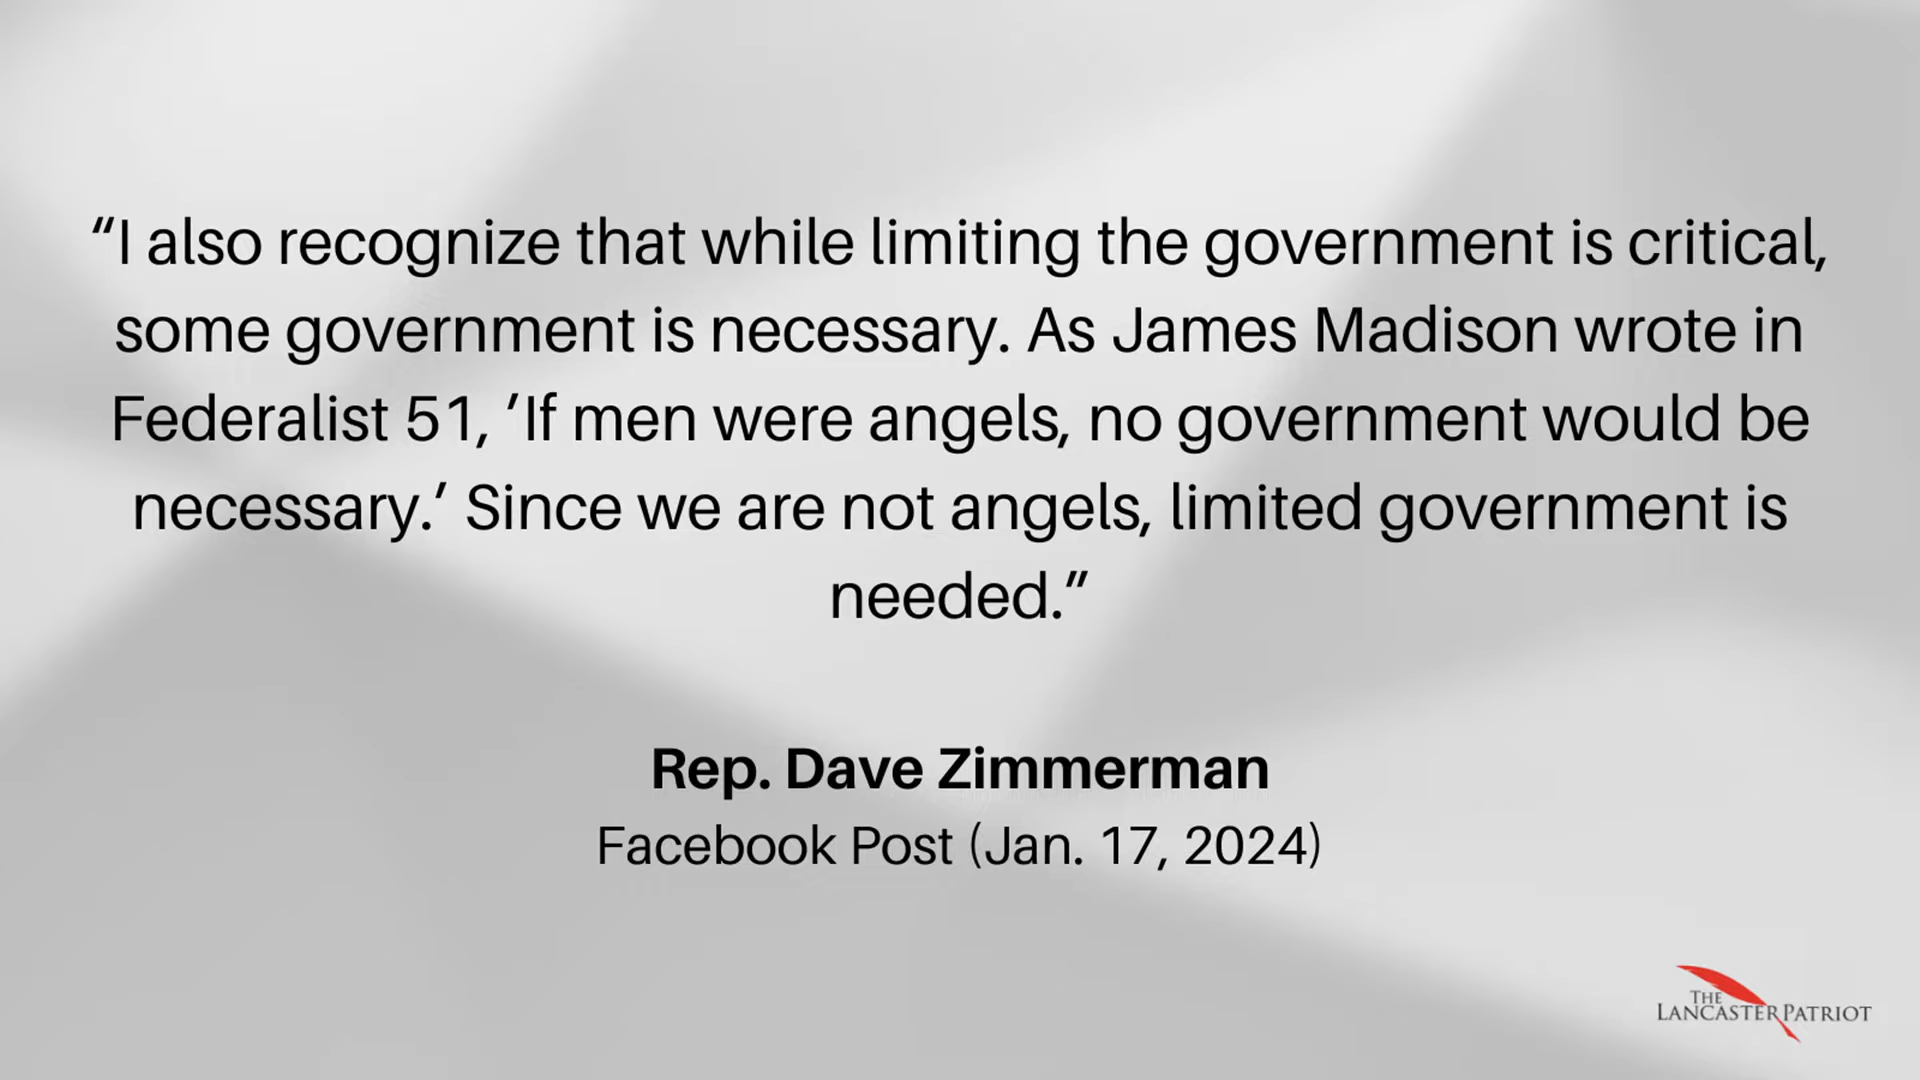 “I also recognize that while limiting the government is critical,
some government is necessary. As James Madison wrote in
Federalist 51, ‘If men were angels, no government would be
necessary.’ Since we are not angels, limited government is
needed.”
Rep. Dave Zimmerman
Facebook Post (Jan. 17, 2024)
THE
LANCASTER PATRIOT